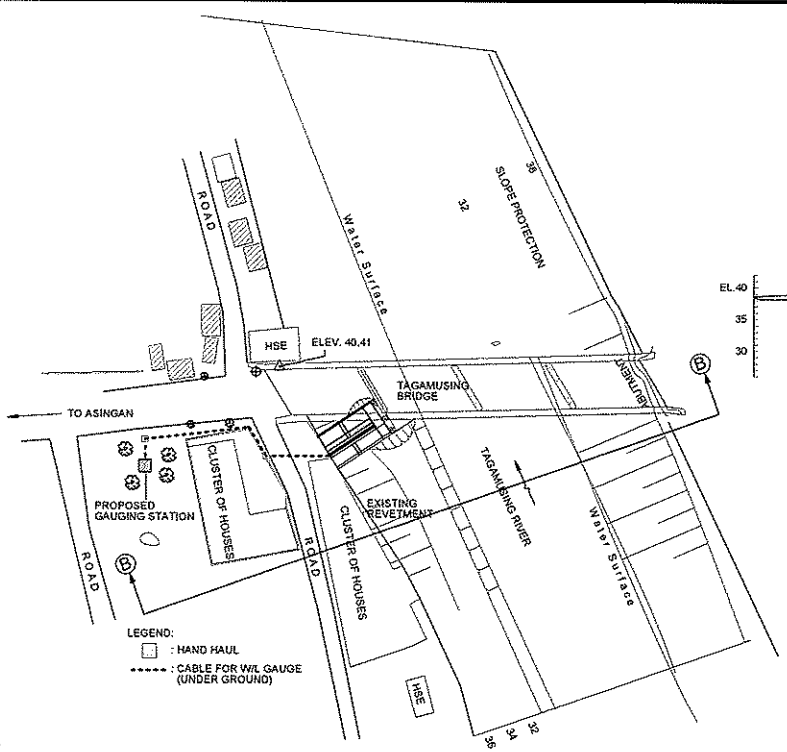 36
SLOPE PROTECTION
32
ROAD
Water Surface
EL.40
35
30
HSE
ELEV. 40,41
B
ABUTMENT
TAGAMUSING
BRIDGE
TO ASINGAN
CLUSTER OF HOUSES
PROPOSED
GAUGING STATION
EXISTING
REVETMENT
TAGAMUSING
RIVER
ROAD
B
ROAD
CLUSTER OF HOUSES
Water Surface
LEGEND:
: HAND HAUL
: CABLE FOR W/L GAUGE
(UNDER GROUND)
HSE
36
34
32